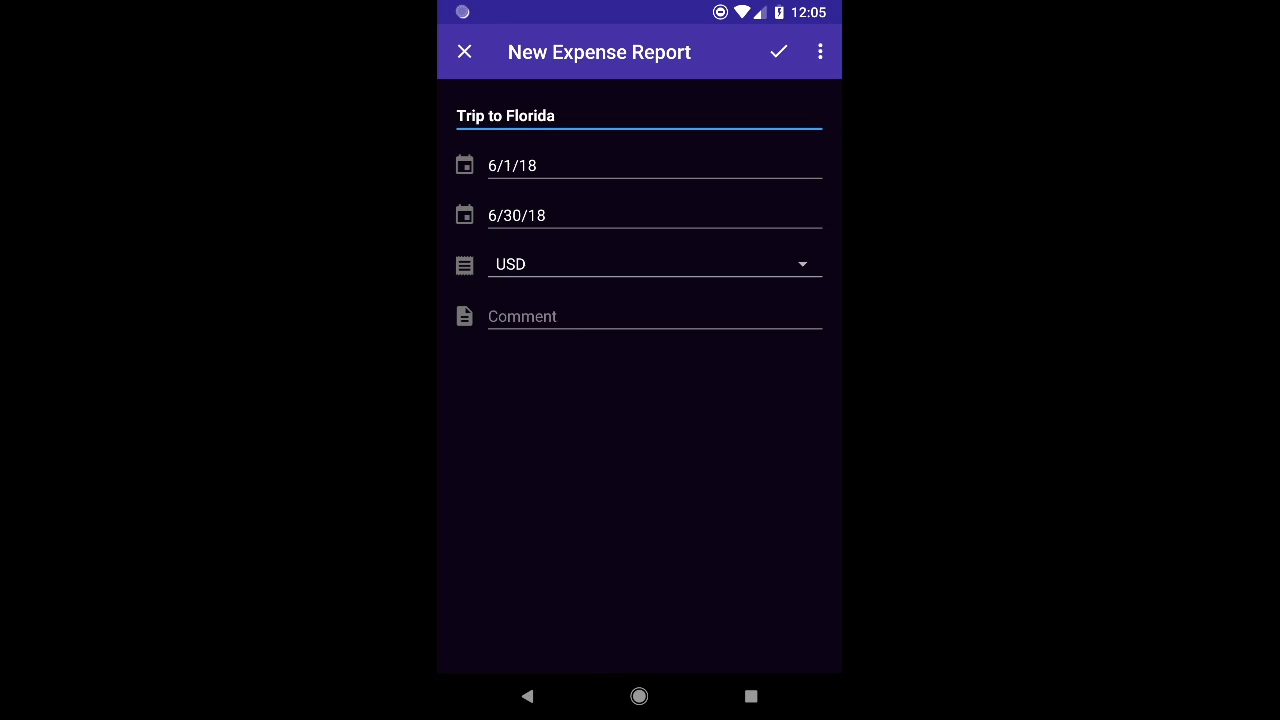 12:05
New Expense Report
Trip to Florida
6/1/18
6/30/18
USD
Comment